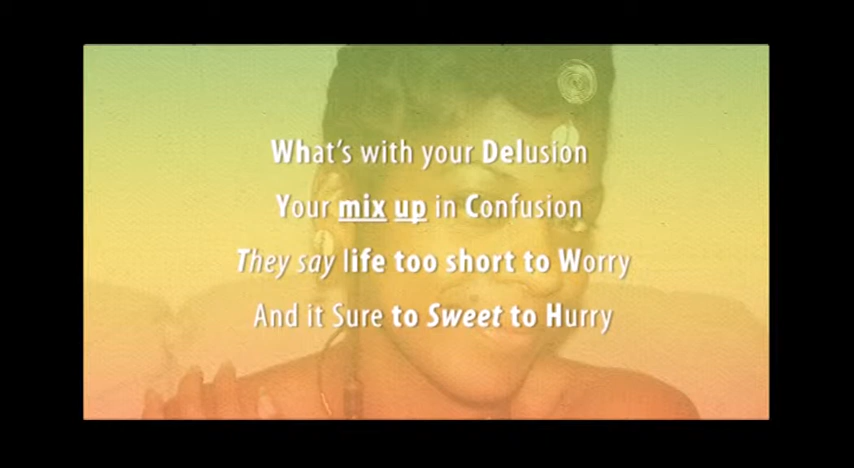 What's with your Delusion
Your mix up in Confusion
They say life too short to Worry
And it Sure to Sweet to Hurry